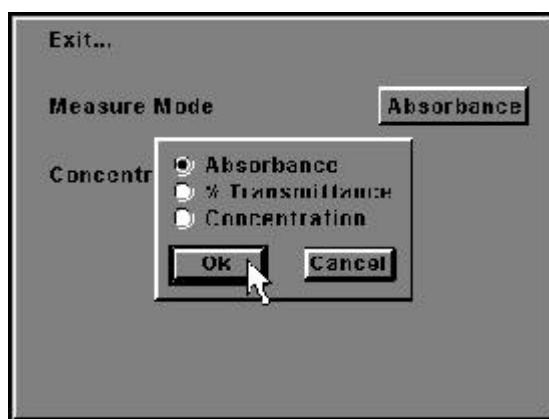 Exit...
Measure Mode Absorbance
Concentr
Absorbance
% Transmittance
Concentration
OK Cancel